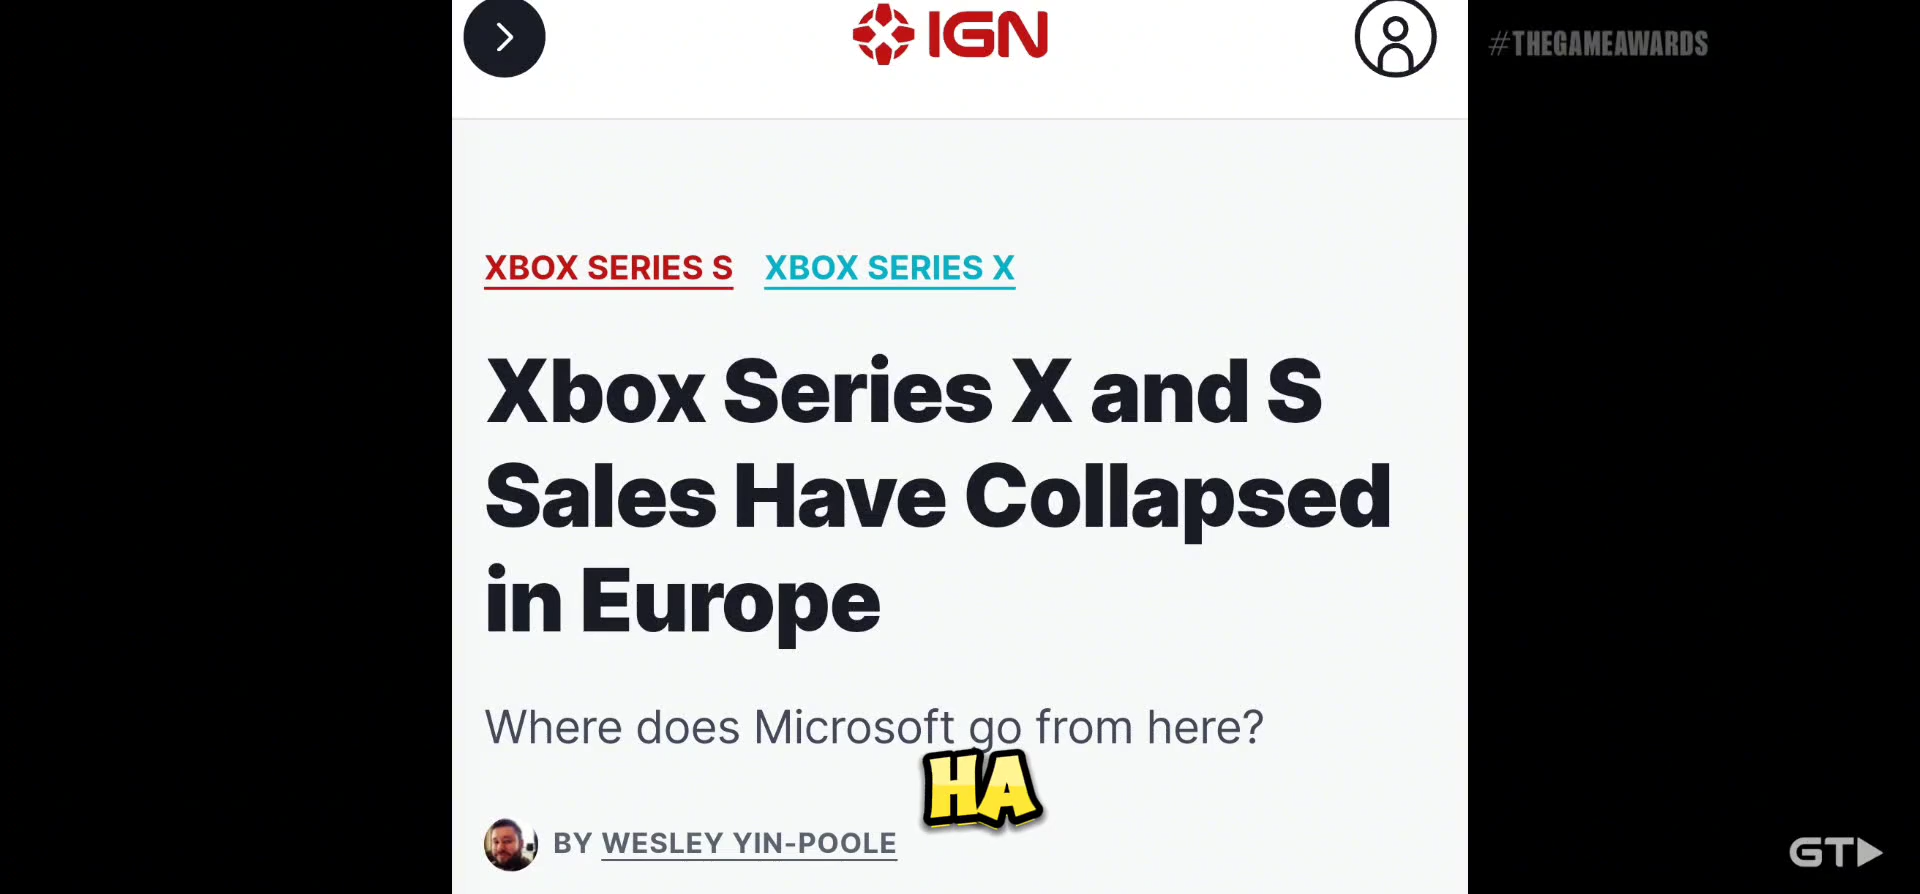 IGN
#THEGAMEAWARDS
XBOX SERIES S XBOX SERIES X
Xbox Series X and S
Sales Have Collapsed
in Europe
Where does Microsoft go from here?
HA
BY WESLEY YIN-POOLE
GT